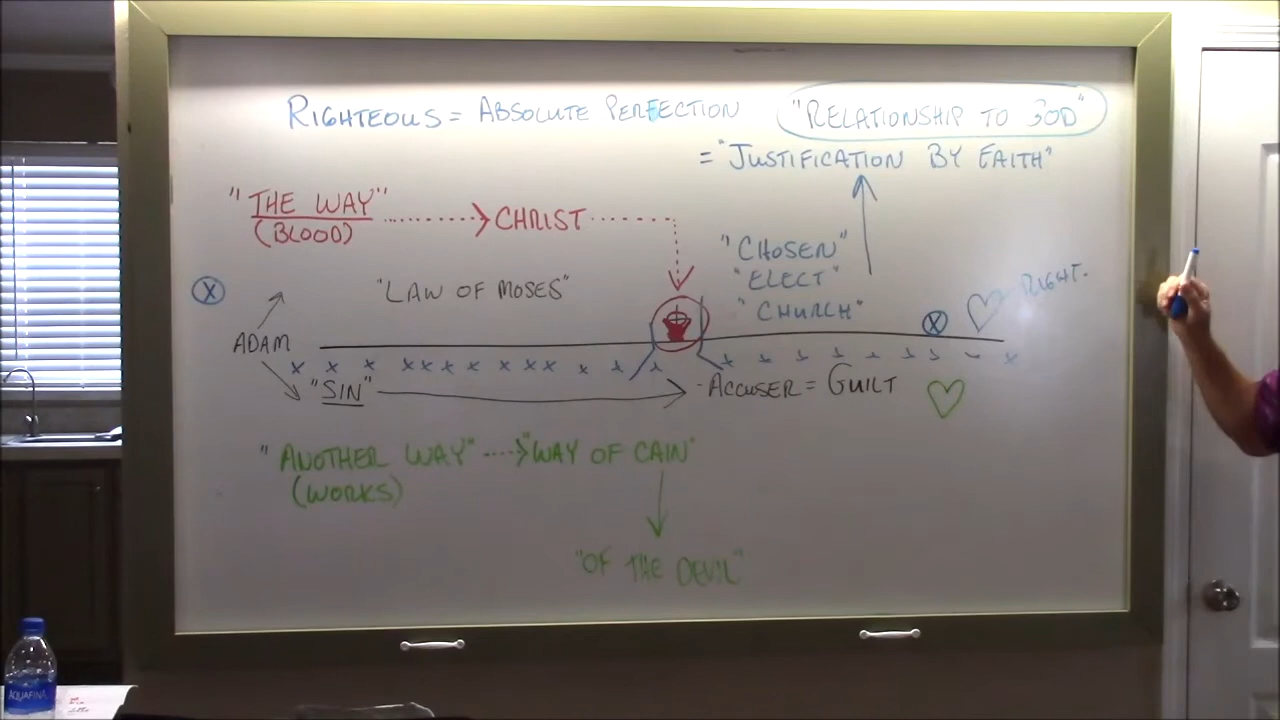 RIGHTEOUS = ABSOLUTE PERFECTION "RELATIONSHIP TO GOD"
= "JUSTIFICATION BY FAITH"
"THE WAY" CHRIST
(BLOOD)
"CHOSEN"
"ELECT"
"CHURCH"
"LAW OF MOSES"
RIGHT.
ADAM
X X X X X X X X X X X X X X X X X X X X X
"SIN" ACCUSER = GUILT
"ANOTHER WAY" "WAY OF CAIN"
(WORKS)
"OF THE DEVIL"
AQUAFINA